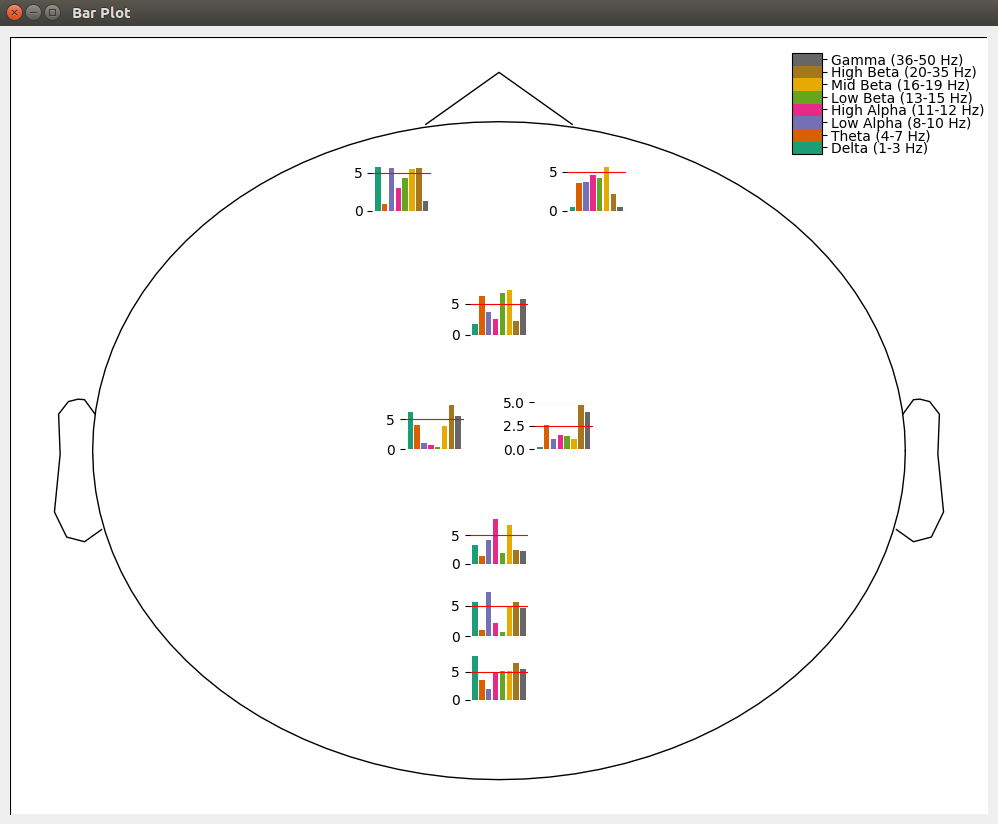 Bar Plot
Gamma (36-50 Hz)
High Beta (20-35 Hz)
Mid Beta (16-19 Hz)
Low Beta (13-15 Hz)
High Alpha (11-12 Hz)
Low Alpha (8-10 Hz)
Theta (4-7 Hz)
Delta (1-3 Hz)
5
0
5
0
5
0
5
0
5.0
2.5
0.0
5
0
5
0
5
0